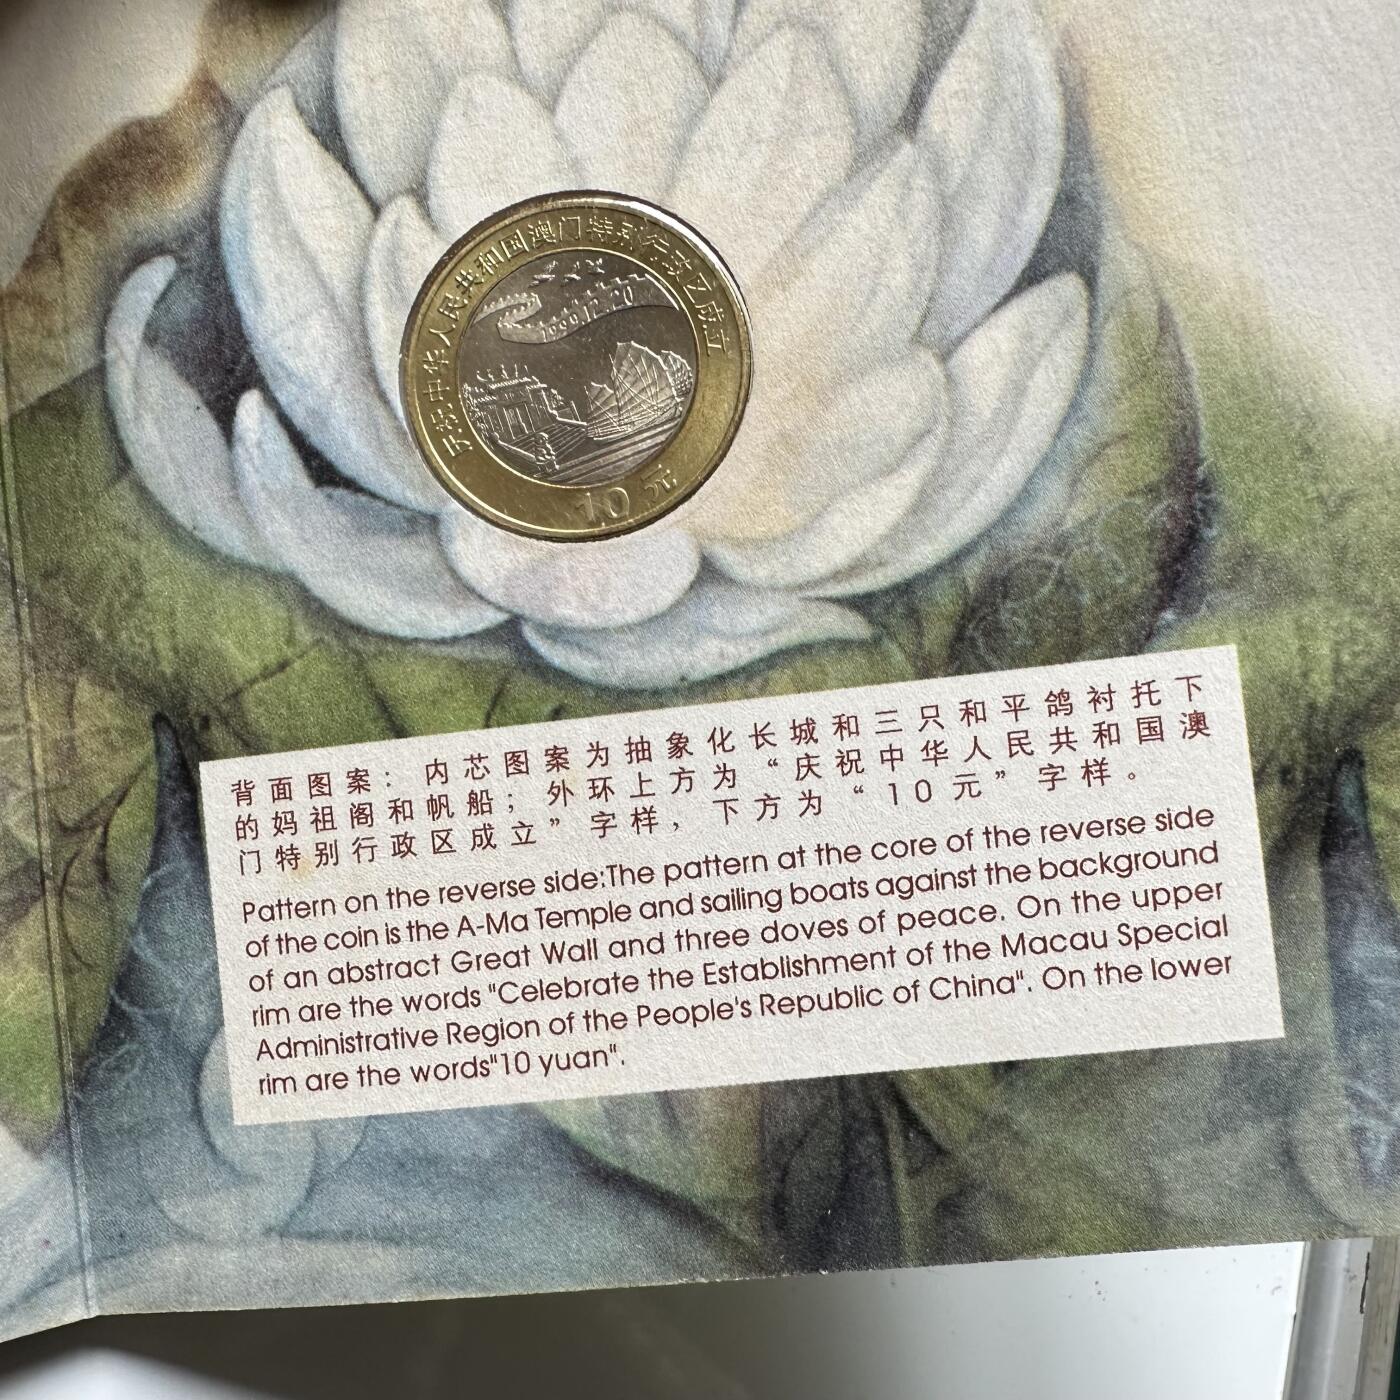 庆祝中华人民共和国澳门特别行政区成立
1999.12.20
10元
背面图案：内芯图案为抽象化长城和三只和平鸽衬托下
的妈祖阁和帆船；外环上方为“庆祝中华人民共和国澳
门特别行政区成立”字样，下方为“10元”字样。
Pattern on the reverse side:The pattern at the core of the reverse side
of the coin is the A-Ma Temple and sailing boats against the background
of an abstract Great Wall and three doves of peace. On the upper
rim are the words "Celebrate the Establishment of the Macau Special
Administrative Region of the People's Republic of China". On the lower
rim are the words"10 yuan".